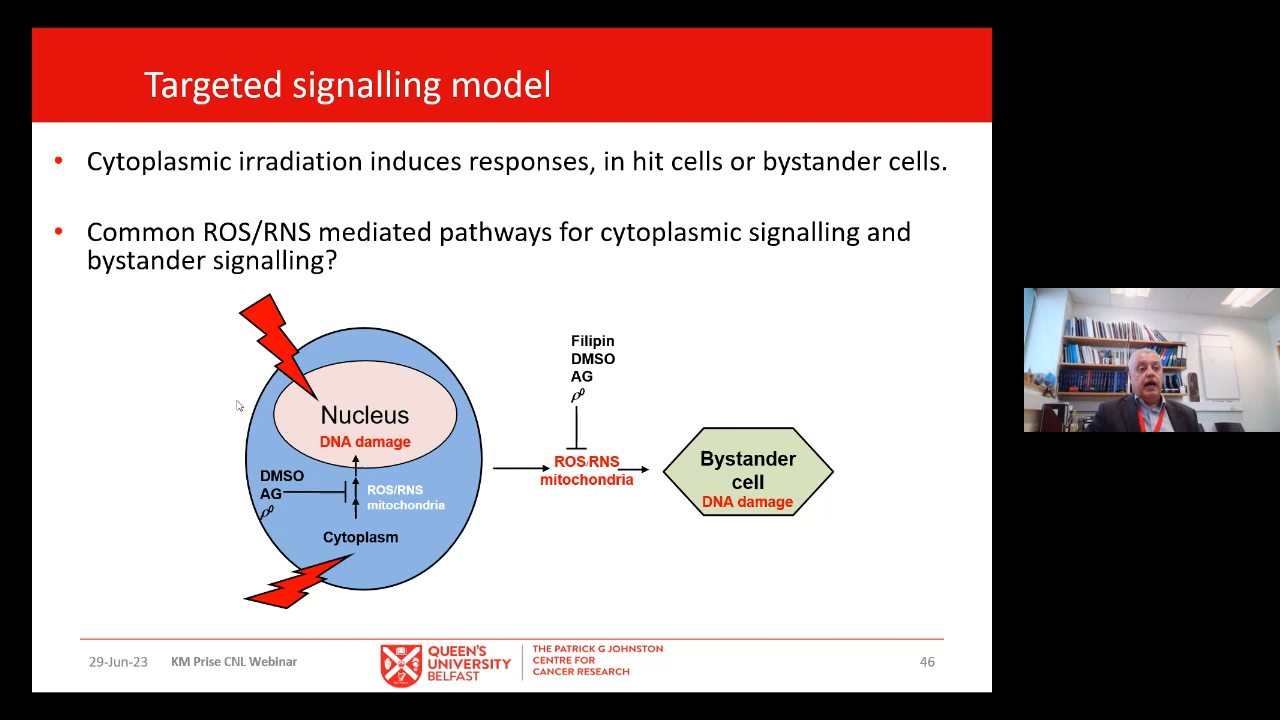 Targeted signalling model
• Cytoplasmic irradiation induces responses, in hit cells or bystander cells.
• Common ROS/RNS mediated pathways for cytoplasmic signalling and
bystander signalling?
Nucleus
DNA damage
DMSO
AG
ρ⁰
ROS/RNS
mitochondria
Cytoplasm
Filipin
DMSO
AG
ρ⁰
ROS/RNS
mitochondria
Bystander
cell
DNA damage
29-Jun-23
KM Prise CNL Webinar
QUEEN'S
UNIVERSITY
BELFAST
THE PATRICK G JOHNSTON
CENTRE FOR
CANCER RESEARCH
46